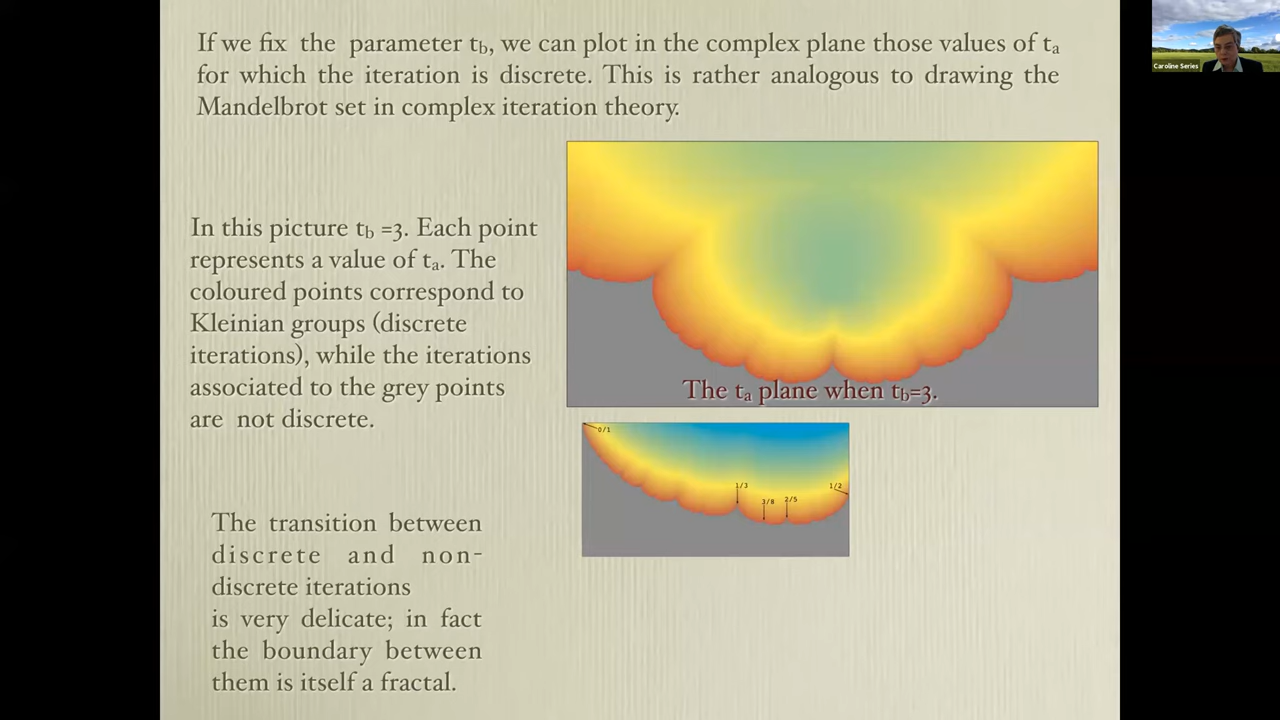 If we fix the parameter tb, we can plot in the complex plane those values of ta
for which the iteration is discrete. This is rather analogous to drawing the
Mandelbrot set in complex iteration theory.
Caroline Series
In this picture tb =3. Each point
represents a value of ta. The
coloured points correspond to
Kleinian groups (discrete
iterations), while the iterations
associated to the grey points
are not discrete.
The ta plane when tb=3.
0/1
1/3
3/8
2/5
1/2
The transition between
discrete and non-
discrete iterations
is very delicate; in fact
the boundary between
them is itself a fractal.